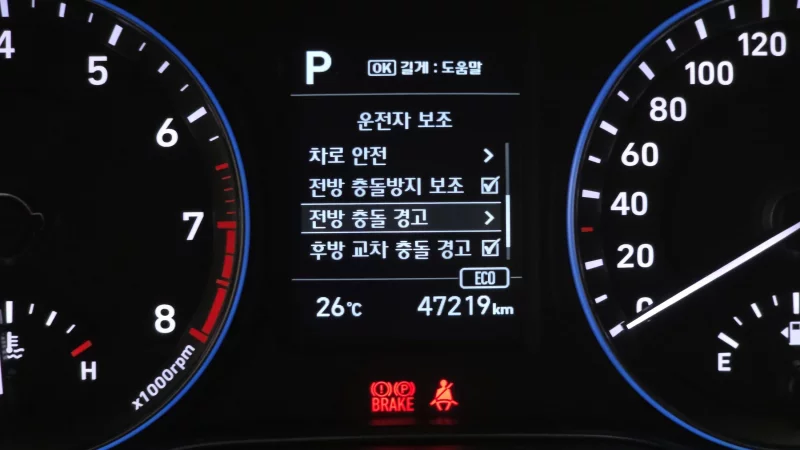 P OK 길게 : 도움말
운전자 보조
차로 안전
전방 충돌방지 보조
전방 충돌 경고
후방 교차 충돌 경고
ECO
26℃ 47219km
4
5
6
7
8
x1000rpm
H
BRAKE
P
120
100
80
60
40
20
0
E